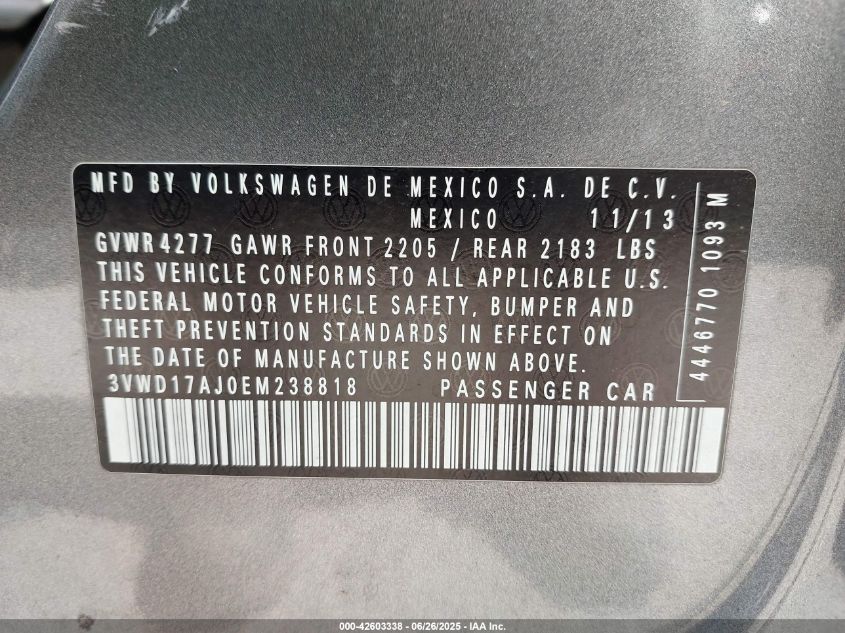 MFD BY VOLKSWAGEN DE MEXICO S.A. DE C.V.
MEXICO 11/13
GVWR 4277 GAWR FRONT 2205 / REAR 2183 LBS
THIS VEHICLE CONFORMS TO ALL APPLICABLE U.S.
FEDERAL MOTOR VEHICLE SAFETY, BUMPER AND
THEFT PREVENTION STANDARDS IN EFFECT ON
THE DATE OF MANUFACTURE SHOWN ABOVE.
3VWD17AJ0EM238818 PASSENGER CAR
4446770 1093 M
000-42603338 - 06/26/2025 - IAA Inc.